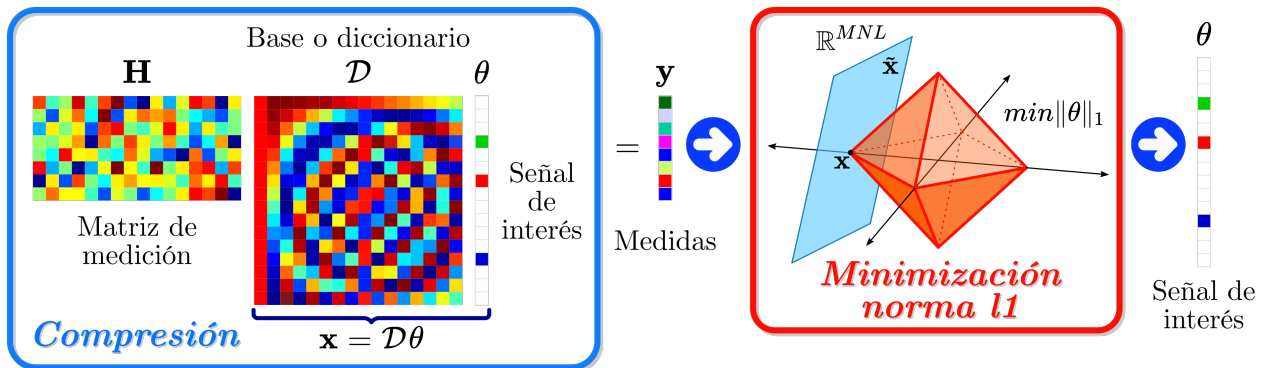 Base o diccionario
H
𝒟
θ
Señal
de
interés
Matriz de
medición
Compresión
x = 𝒟θ
=
y
Medidas
ℝ^{MNL}
x̃
x
min‖θ‖₁
Minimización
norma l1
θ
Señal de
interés